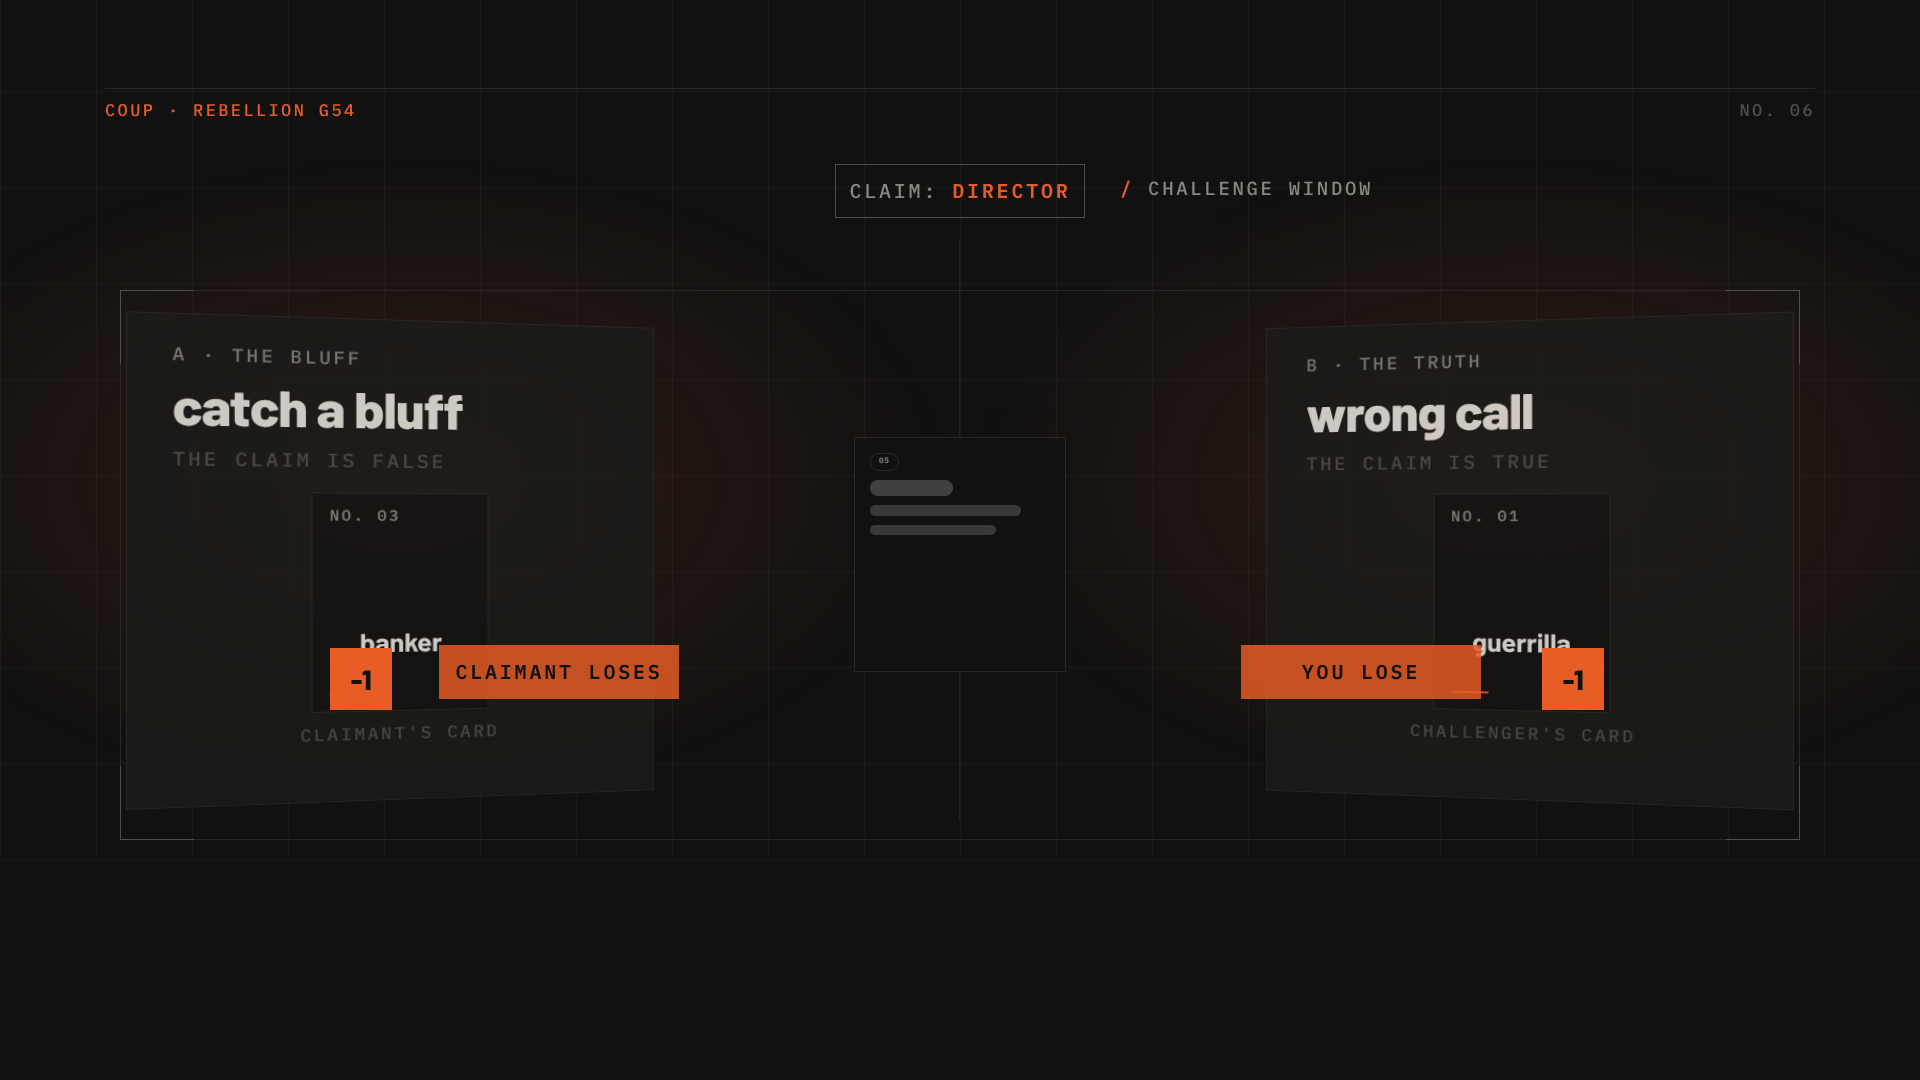 COUP · REBELLION G54
NO. 06
CLAIM: DIRECTOR
/ CHALLENGE WINDOW
A · THE BLUFF
catch a bluff
THE CLAIM IS FALSE
NO. 03
banker
-1
CLAIMANT LOSES
CLAIMANT'S CARD
05
B · THE TRUTH
wrong call
THE CLAIM IS TRUE
NO. 01
guerrilla
YOU LOSE
-1
CHALLENGER'S CARD